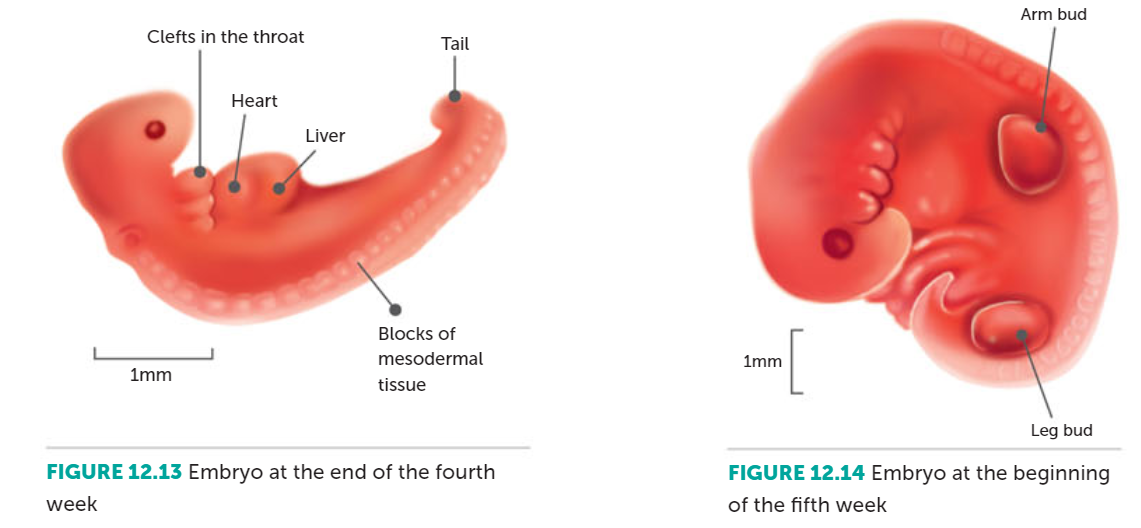 Clefts in the throat
Tail
Heart
Liver
Blocks of
mesodermal
tissue
1mm
FIGURE 12.13 Embryo at the end of the fourth
week
Arm bud
1mm
Leg bud
FIGURE 12.14 Embryo at the beginning
of the fifth week